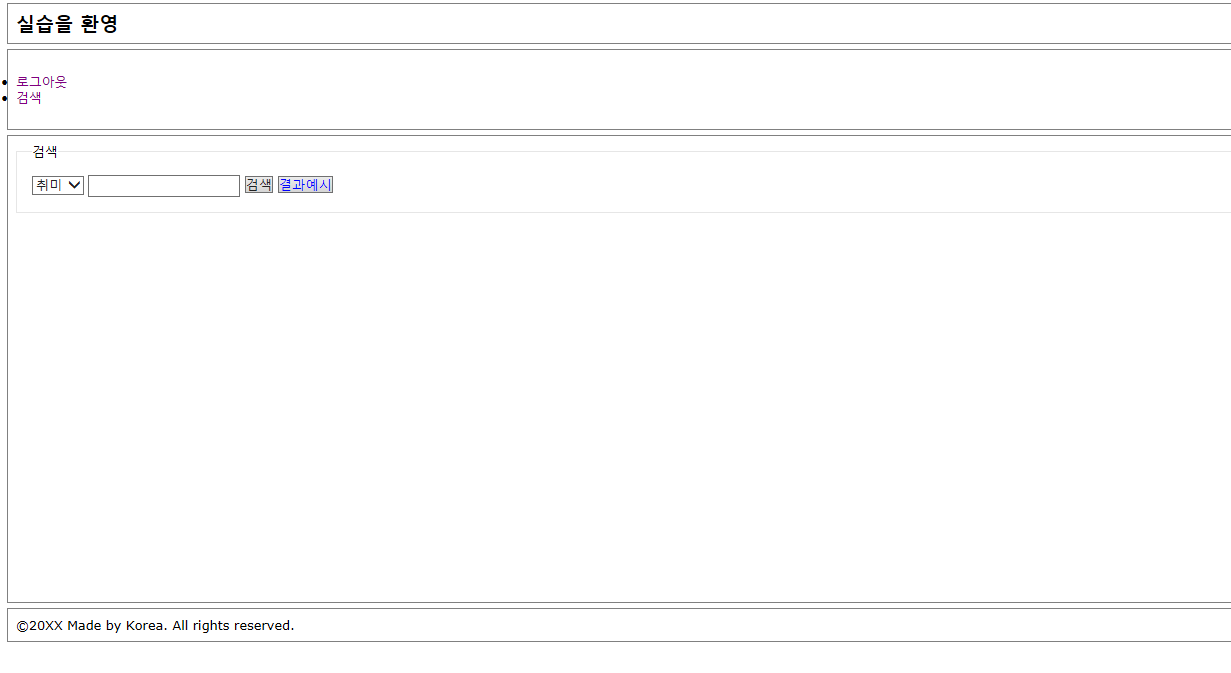 실습을 환영
로그아웃
검색
검색
취미 검색 결과예시
©20XX Made by Korea. All rights reserved.